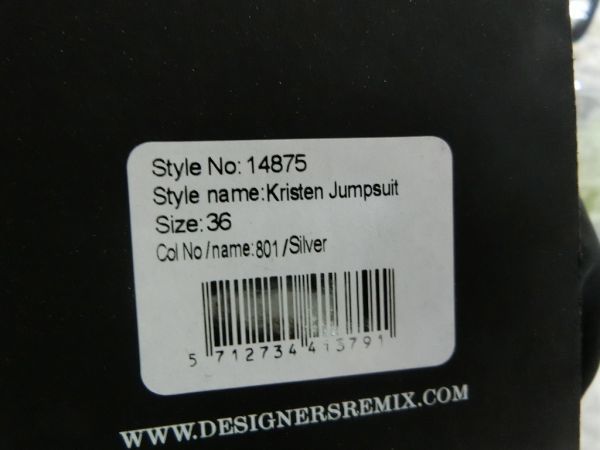 Style No: 14875
Style name:Kristen Jumpsuit
Size:36
Col No/name:801/Silver
5 712734 413791
WWW.DESIGNERSREMIX.COM